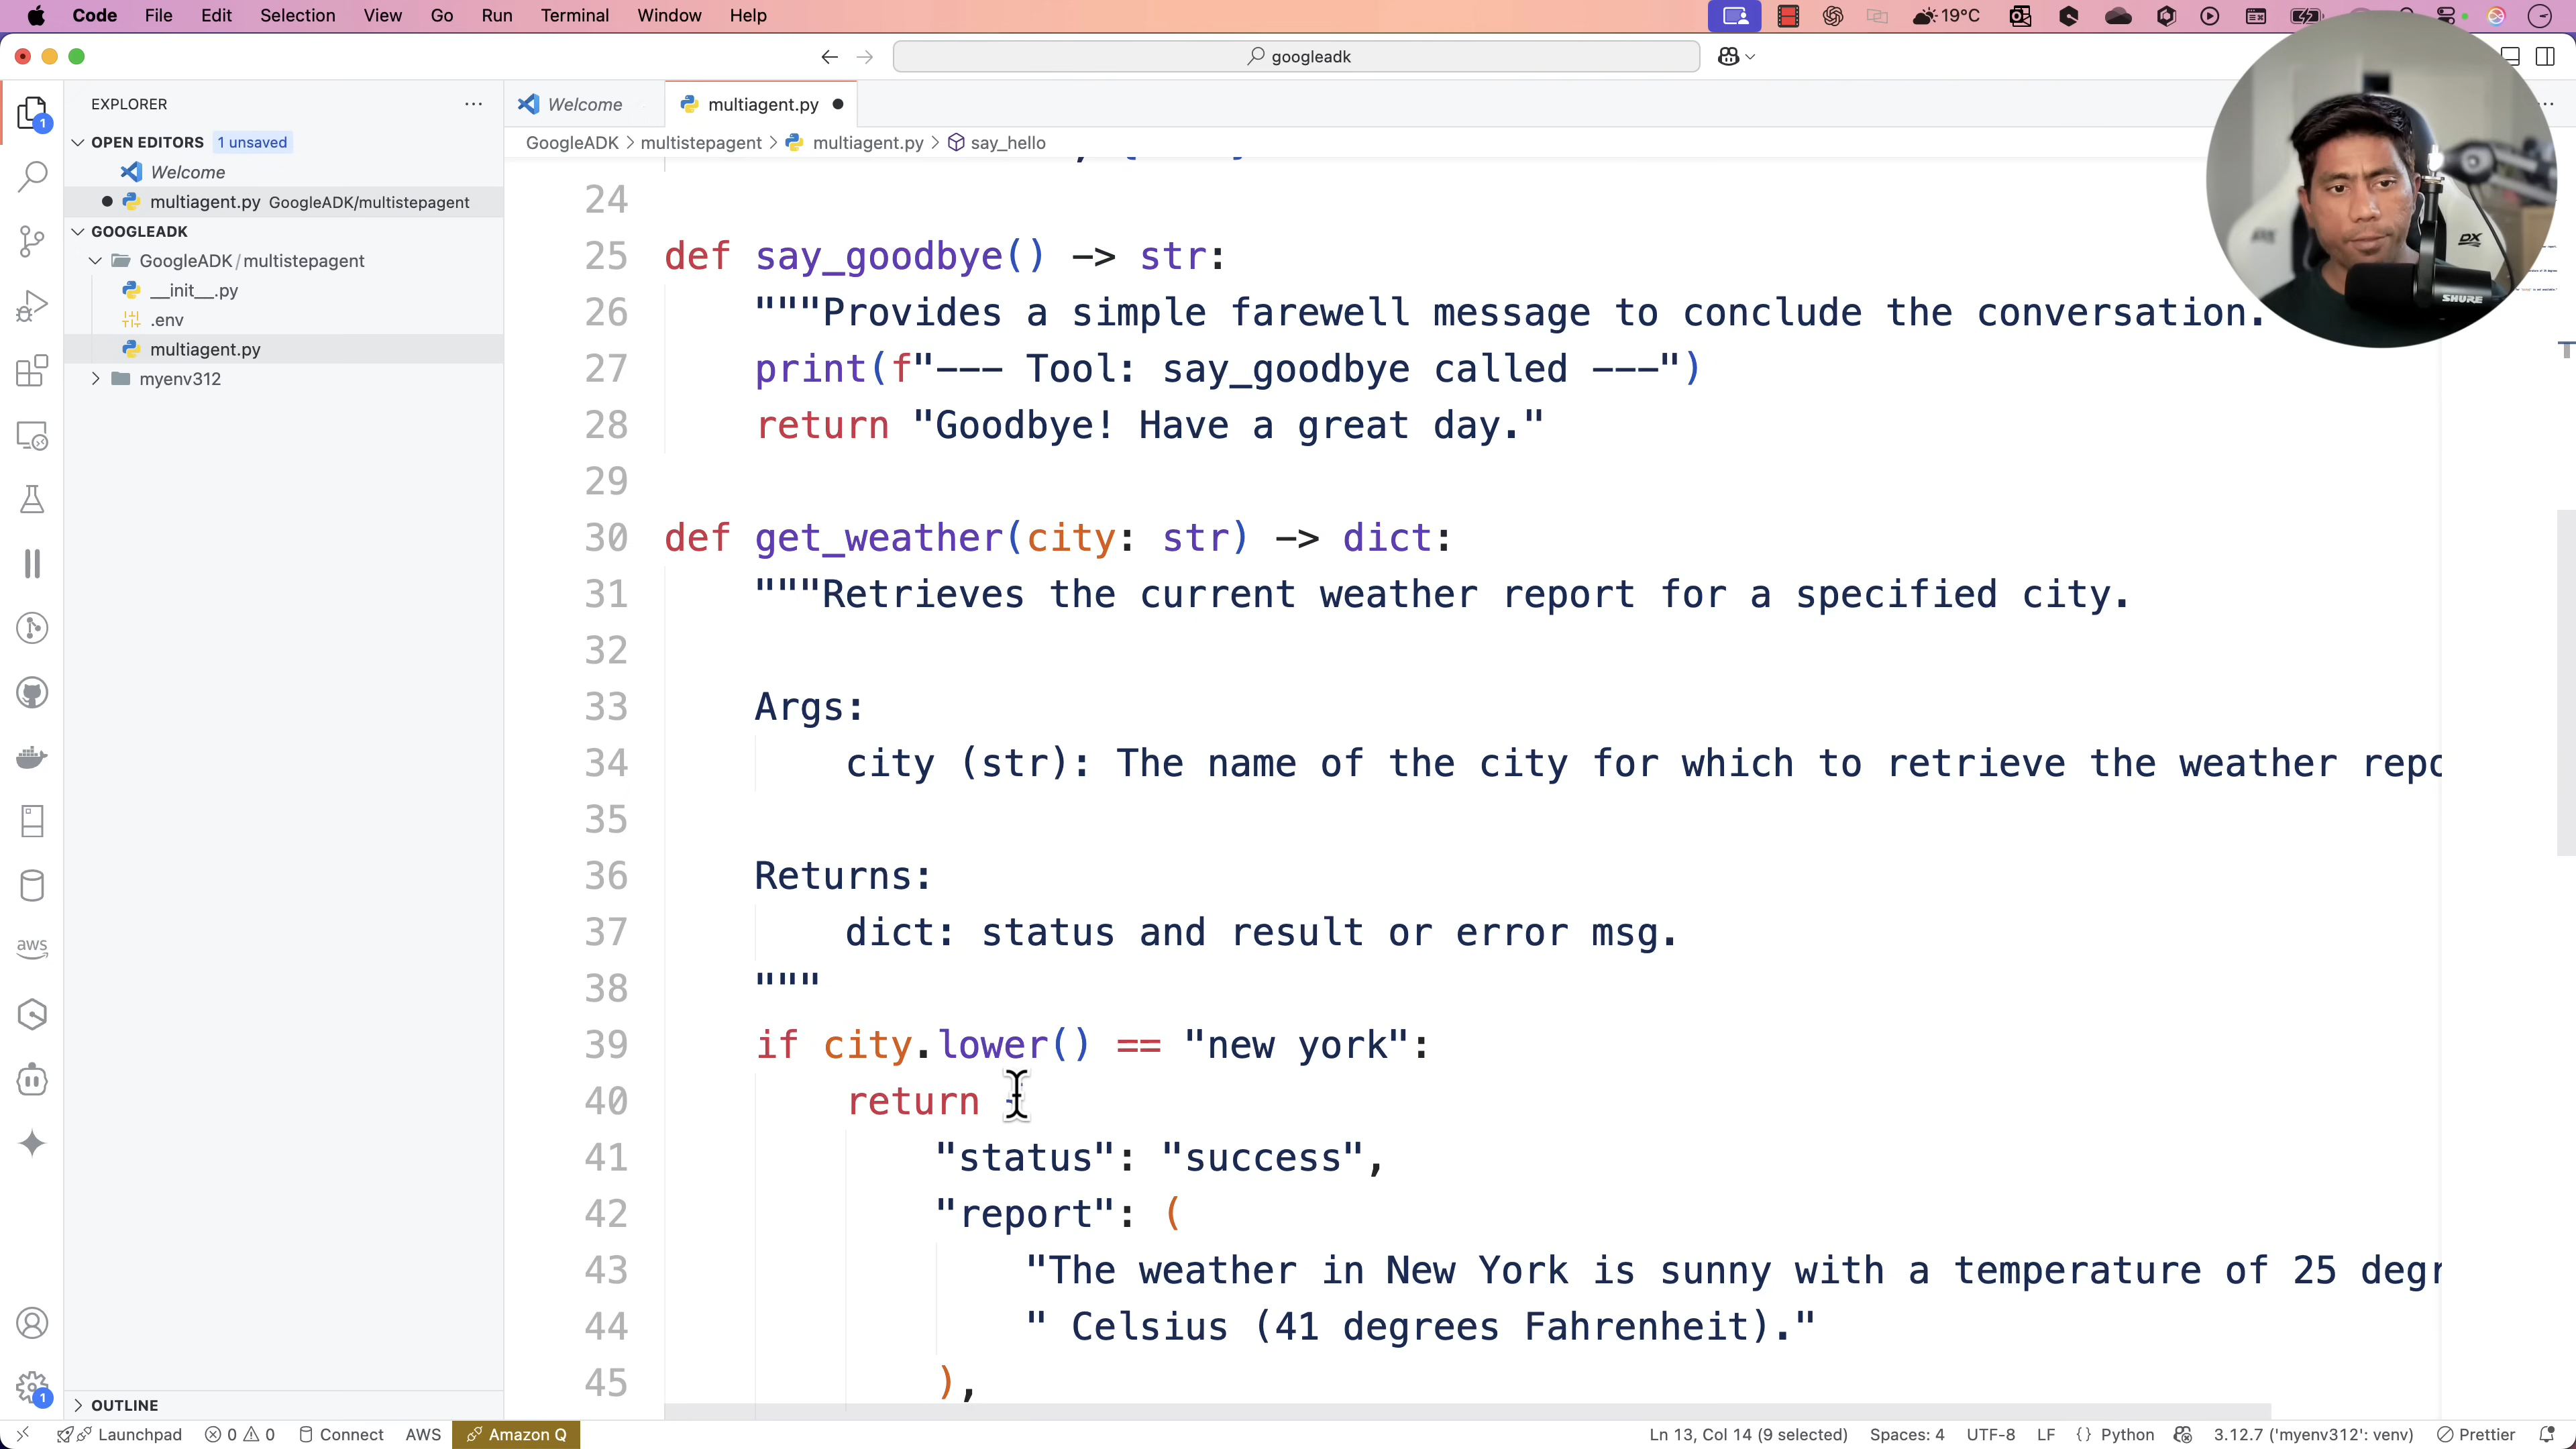 Code File Edit Selection View Go Run Terminal Window Help 19°C
googleadk
EXPLORER
OPEN EDITORS 1 unsaved
Welcome
multiagent.py GoogleADK/multistepagent
GOOGLEADK
GoogleADK/multistepagent
__init__.py
.env
multiagent.py
myenv312
OUTLINE
Welcome multiagent.py
GoogleADK > multistepagent > multiagent.py > say_hello
24
25 def say_goodbye() -> str:
26 """Provides a simple farewell message to conclude the conversation.
27 print(f"--- Tool: say_goodbye called ---")
28 return "Goodbye! Have a great day."
29
30 def get_weather(city: str) -> dict:
31 """Retrieves the current weather report for a specified city.
32
33 Args:
34 city (str): The name of the city for which to retrieve the weather repo
35
36 Returns:
37 dict: status and result or error msg.
38 """
39 if city.lower() == "new york":
40 return
41 "status": "success",
42 "report": (
43 "The weather in New York is sunny with a temperature of 25 degr
44 " Celsius (41 degrees Fahrenheit)."
45 ),
aws
1
1
DX
SHURE
Launchpad 0 0 Connect AWS Amazon Q Ln 13, Col 14 (9 selected) Spaces: 4 UTF-8 LF {} Python 3.12.7 ('myenv312': venv) Prettier